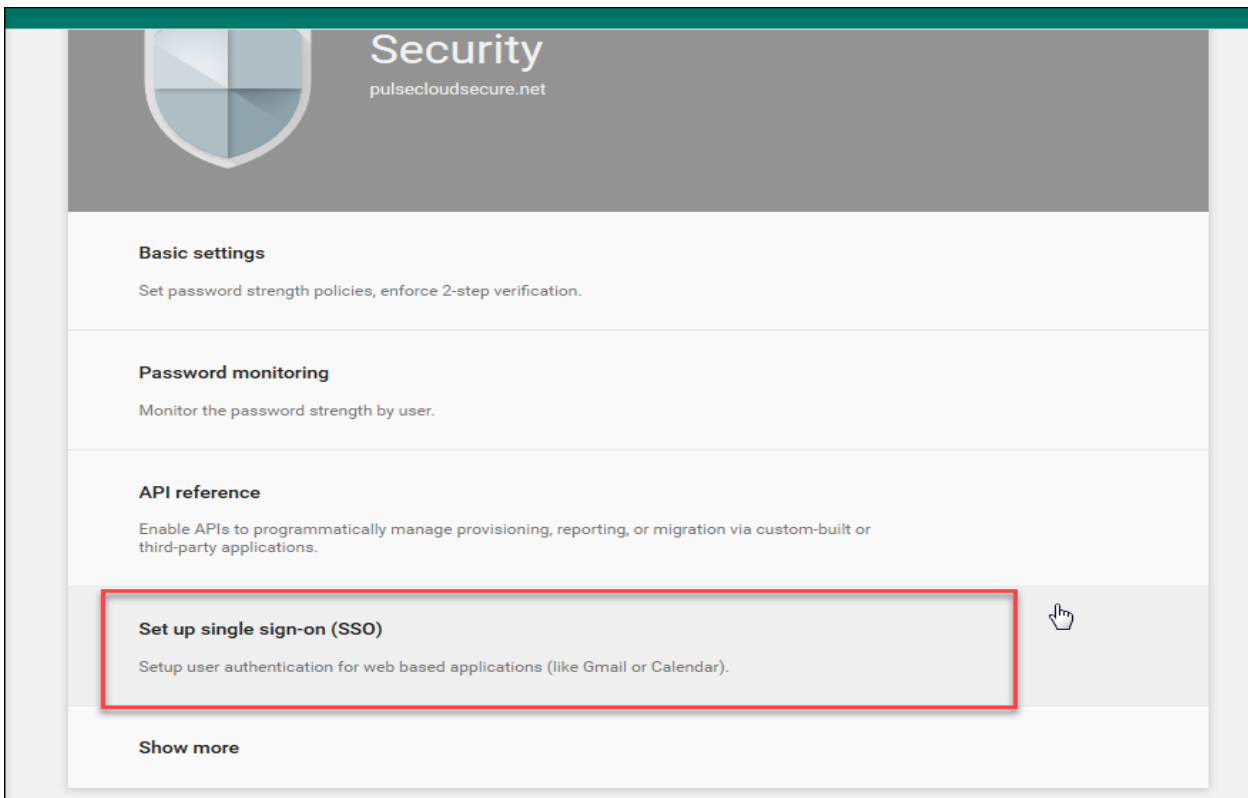 Security
pulsecloudsecure.net
Basic settings
Set password strength policies, enforce 2-step verification.
Password monitoring
Monitor the password strength by user.
API reference
Enable APIs to programmatically manage provisioning, reporting, or migration via custom-built or
third-party applications.
Set up single sign-on (SSO)
Setup user authentication for web based applications (like Gmail or Calendar).
Show more